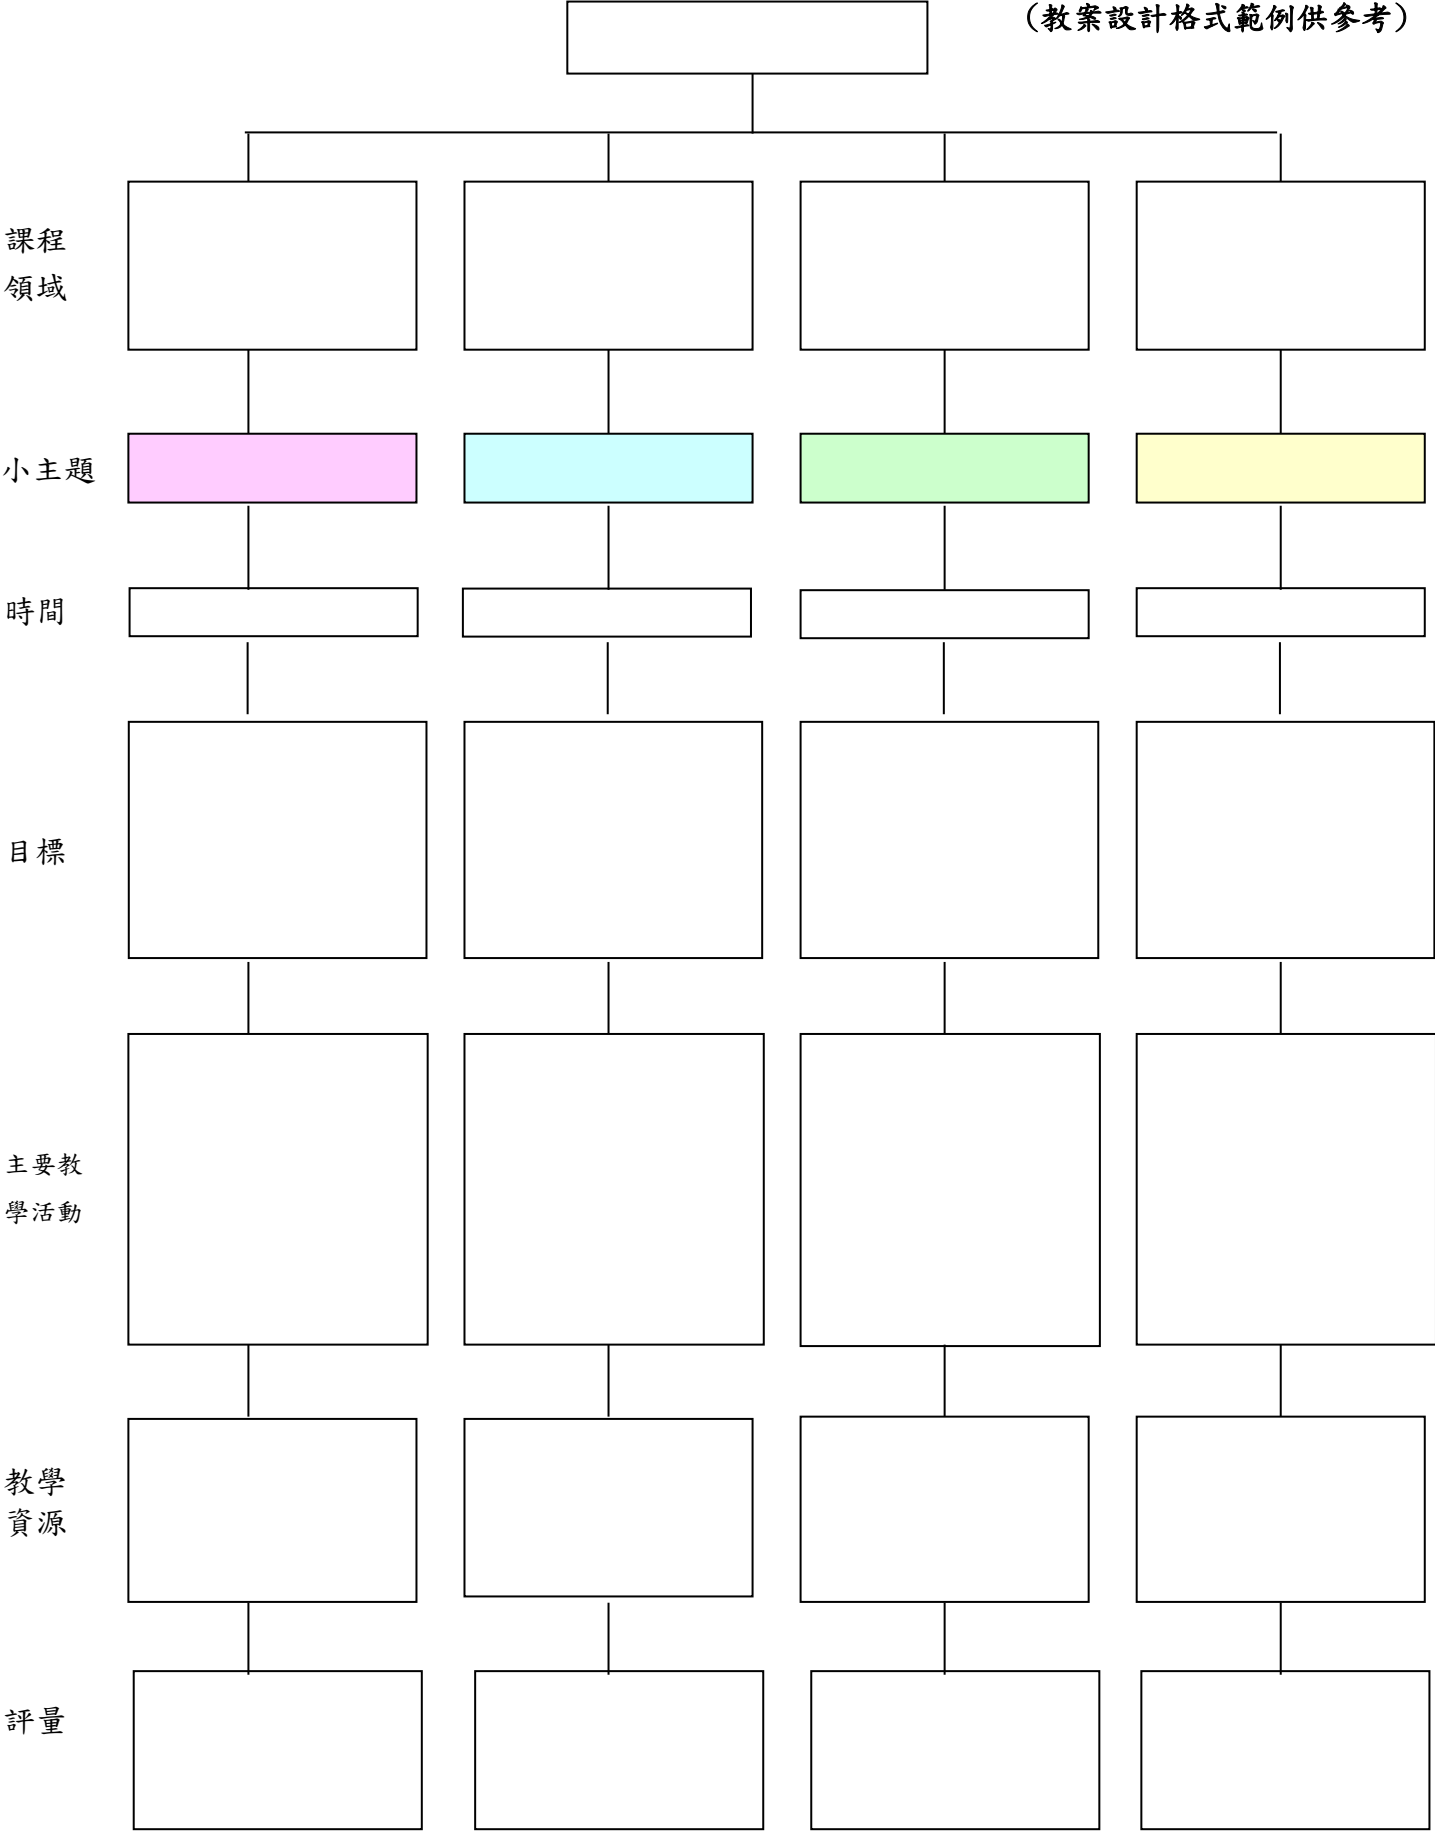 (教案設計格式範例供參考)
課程
領域
小主題
時間
目標
主要教
學活動
教學
資源
評量